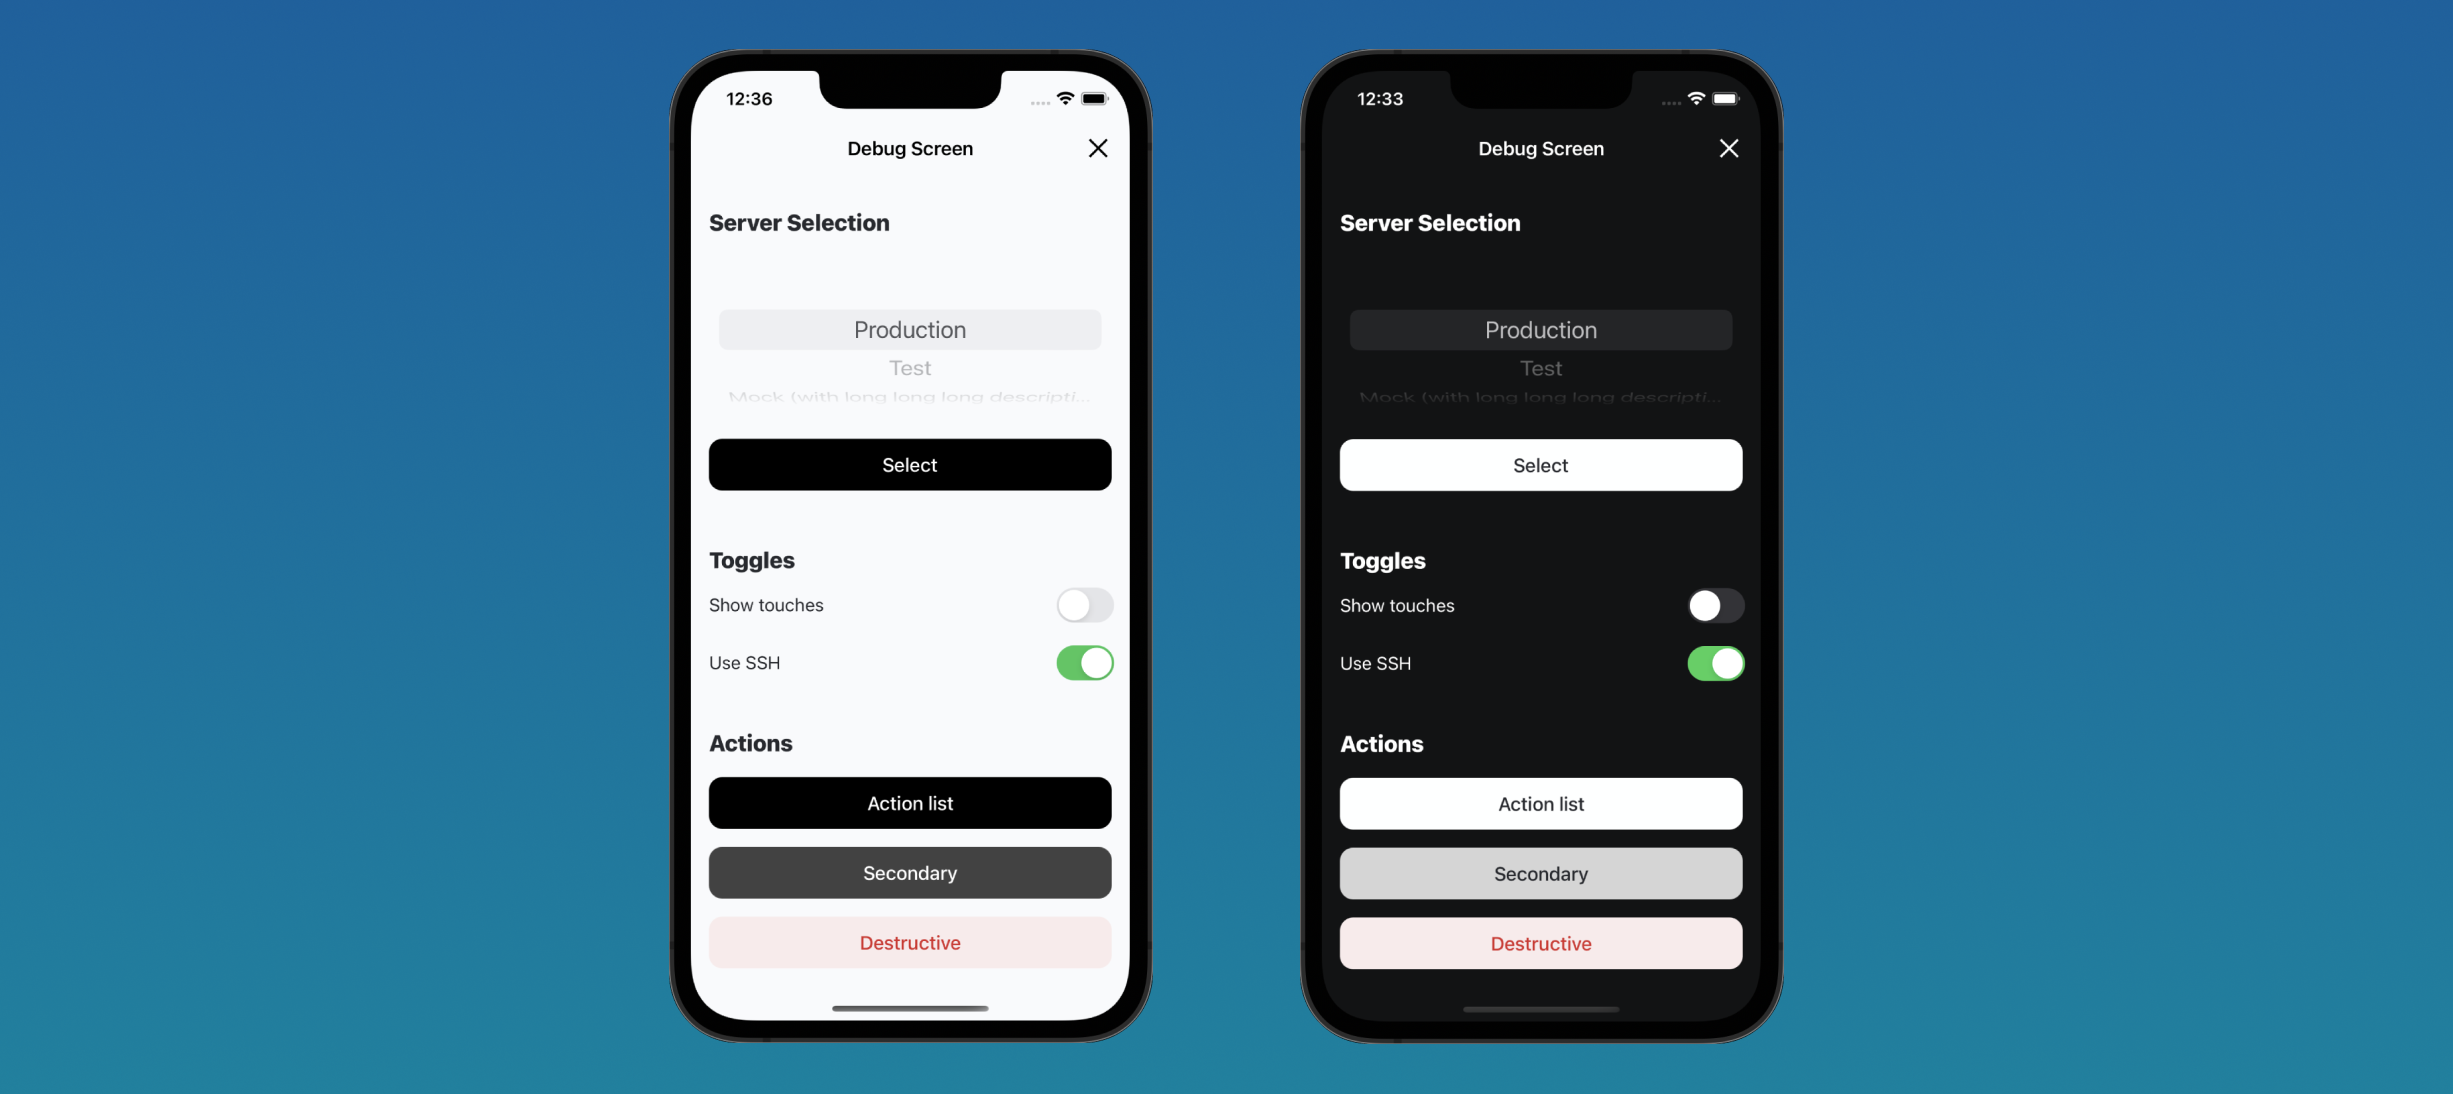 12:36
Debug Screen
Server Selection
Production
Test
Mock (with long long long descripti...
Select
Toggles
Show touches
Use SSH
Actions
Action list
Secondary
Destructive
12:33
Debug Screen
Server Selection
Production
Test
Mock (with long long long descripti...
Select
Toggles
Show touches
Use SSH
Actions
Action list
Secondary
Destructive